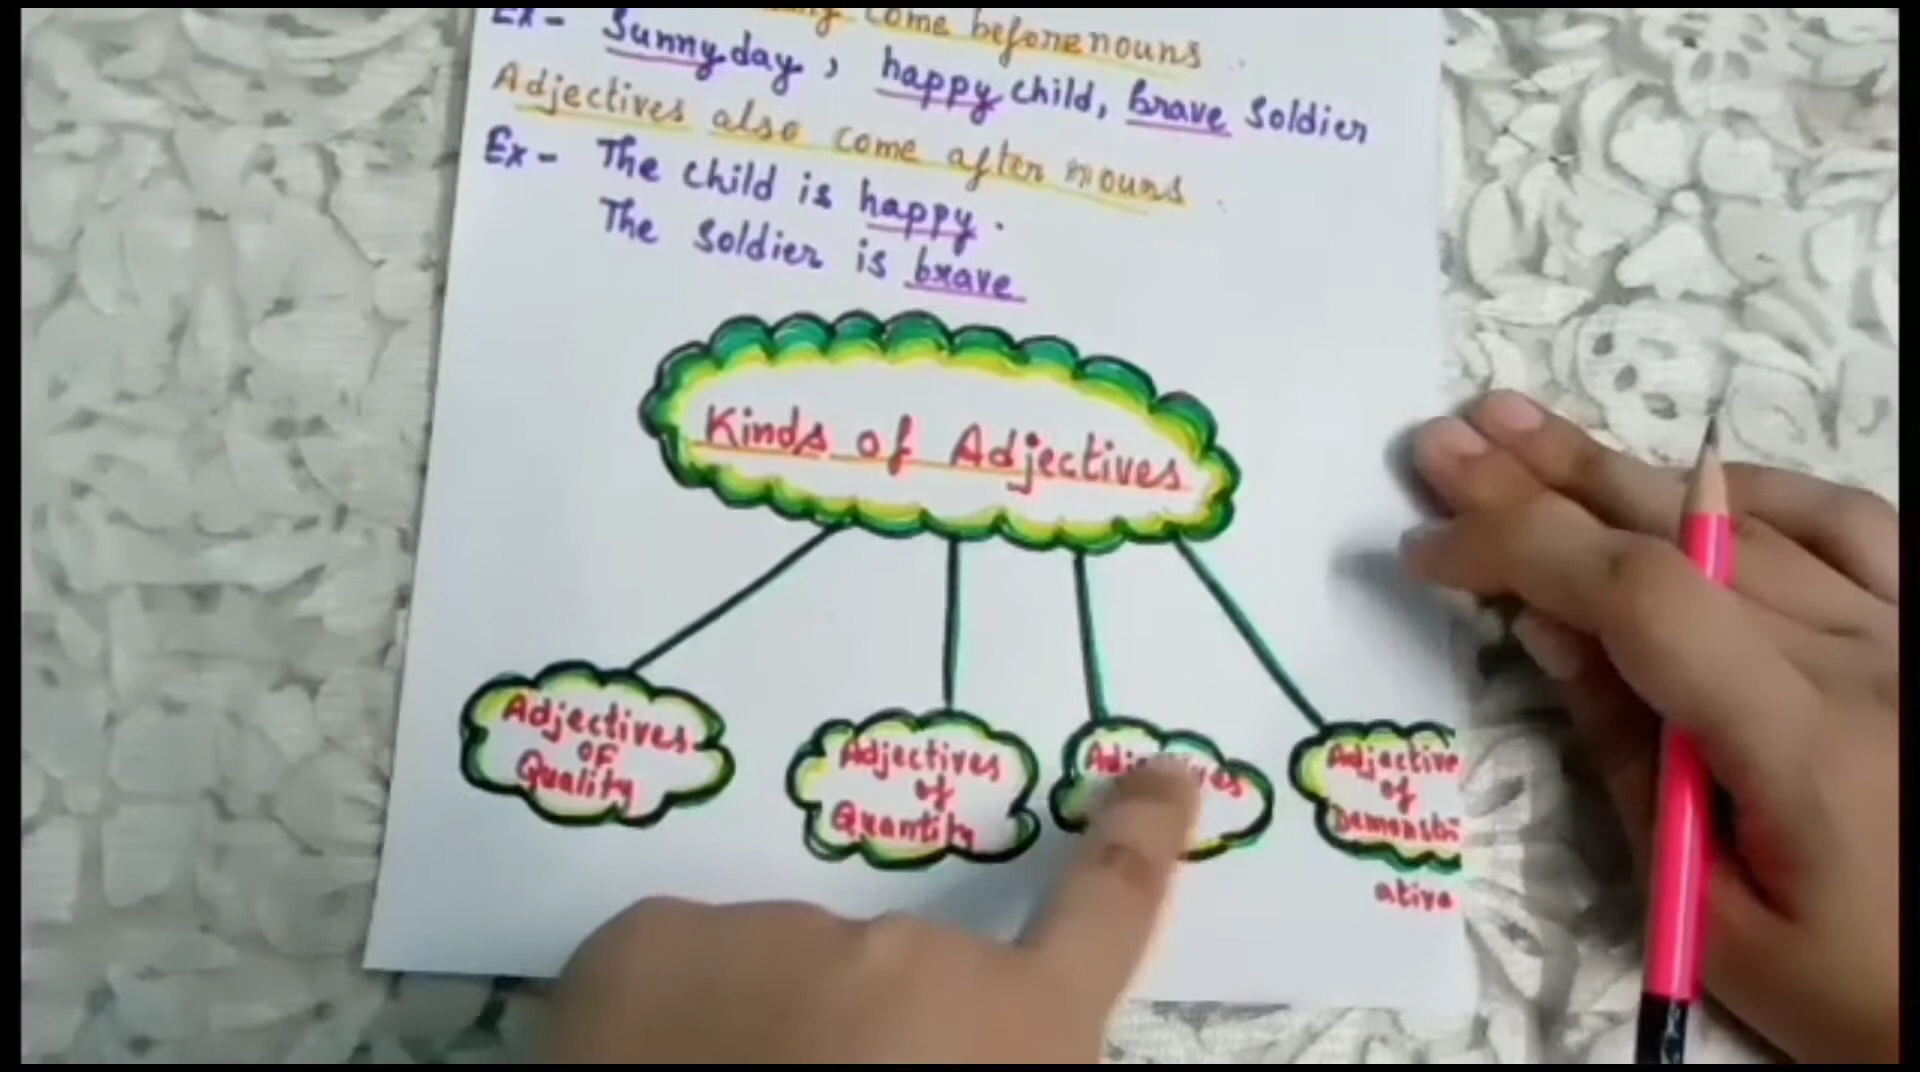 Ex- Sunny day, happy child, brave soldier
come before nouns.
Adjectives also come after nouns.
Ex- The child is happy.
The soldier is brave
Kinds of Adjectives
Adjectives
OF
Quality
Adjectives
of
Quantity
Adjectives
Adjective
of
Demonstr
ative